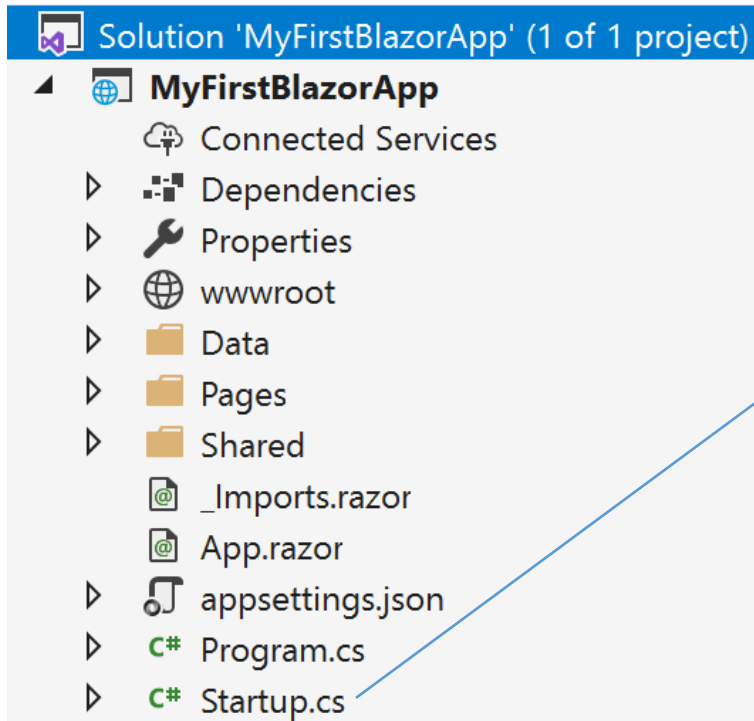 Solution 'MyFirstBlazorApp' (1 of 1 project)
MyFirstBlazorApp
Connected Services
Dependencies
Properties
wwwroot
Data
Pages
Shared
@ _Imports.razor
@ App.razor
appsettings.json
C# Program.cs
C# Startup.cs